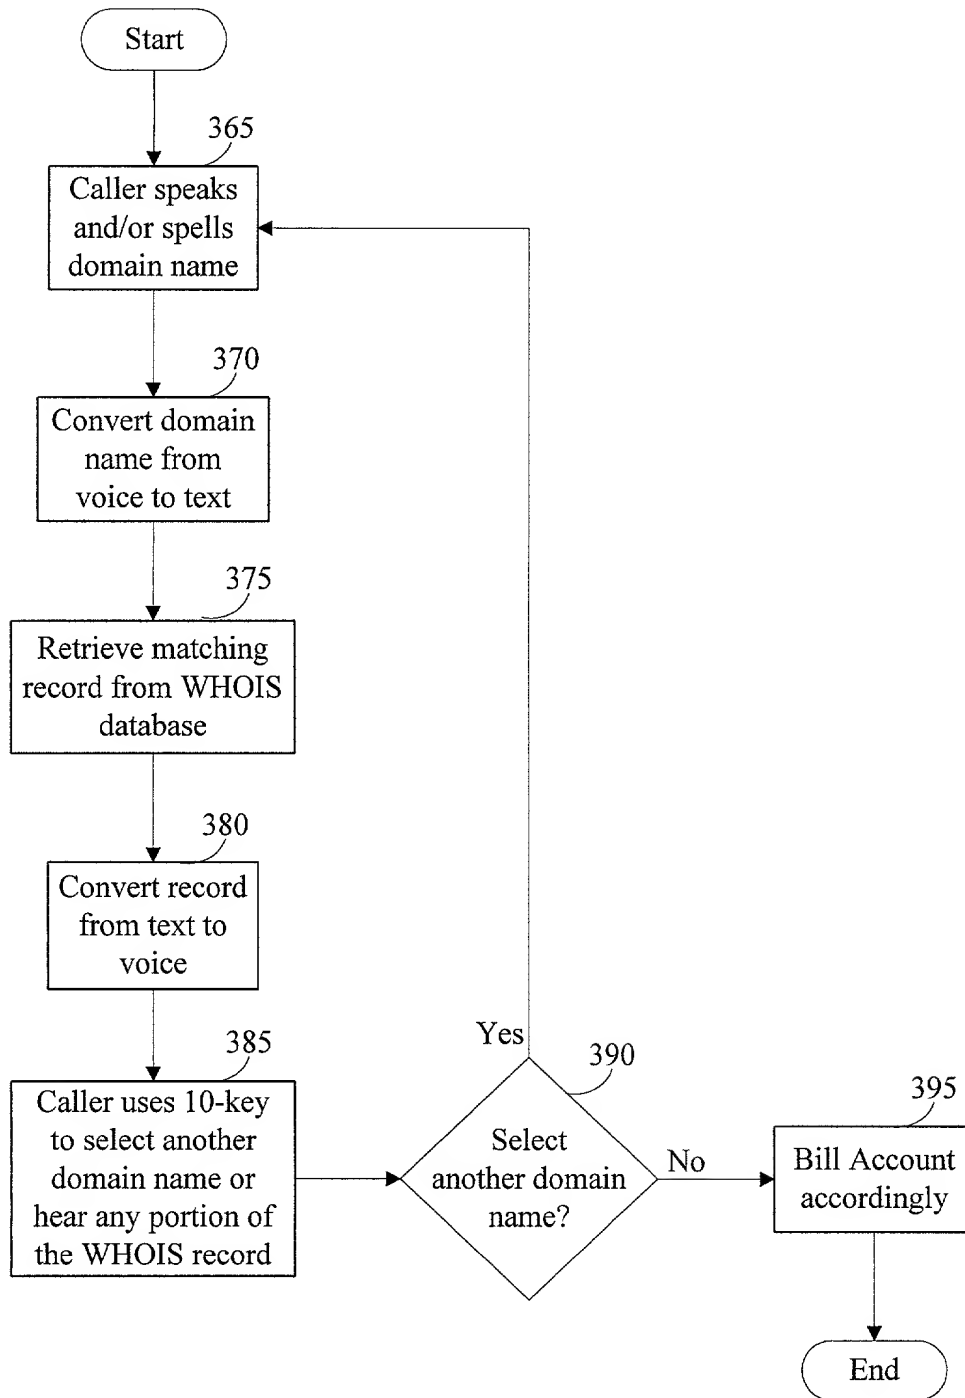 Start
365
Caller speaks
and/or spells
domain name
370
Convert domain
name from
voice to text
375
Retrieve matching
record from WHOIS
database
380
Convert record
from text to
voice
385
Caller uses 10-key
to select another
domain name or
hear any portion of
the WHOIS record
Yes
390
Select
another domain
name?
No
395
Bill Account
accordingly
End